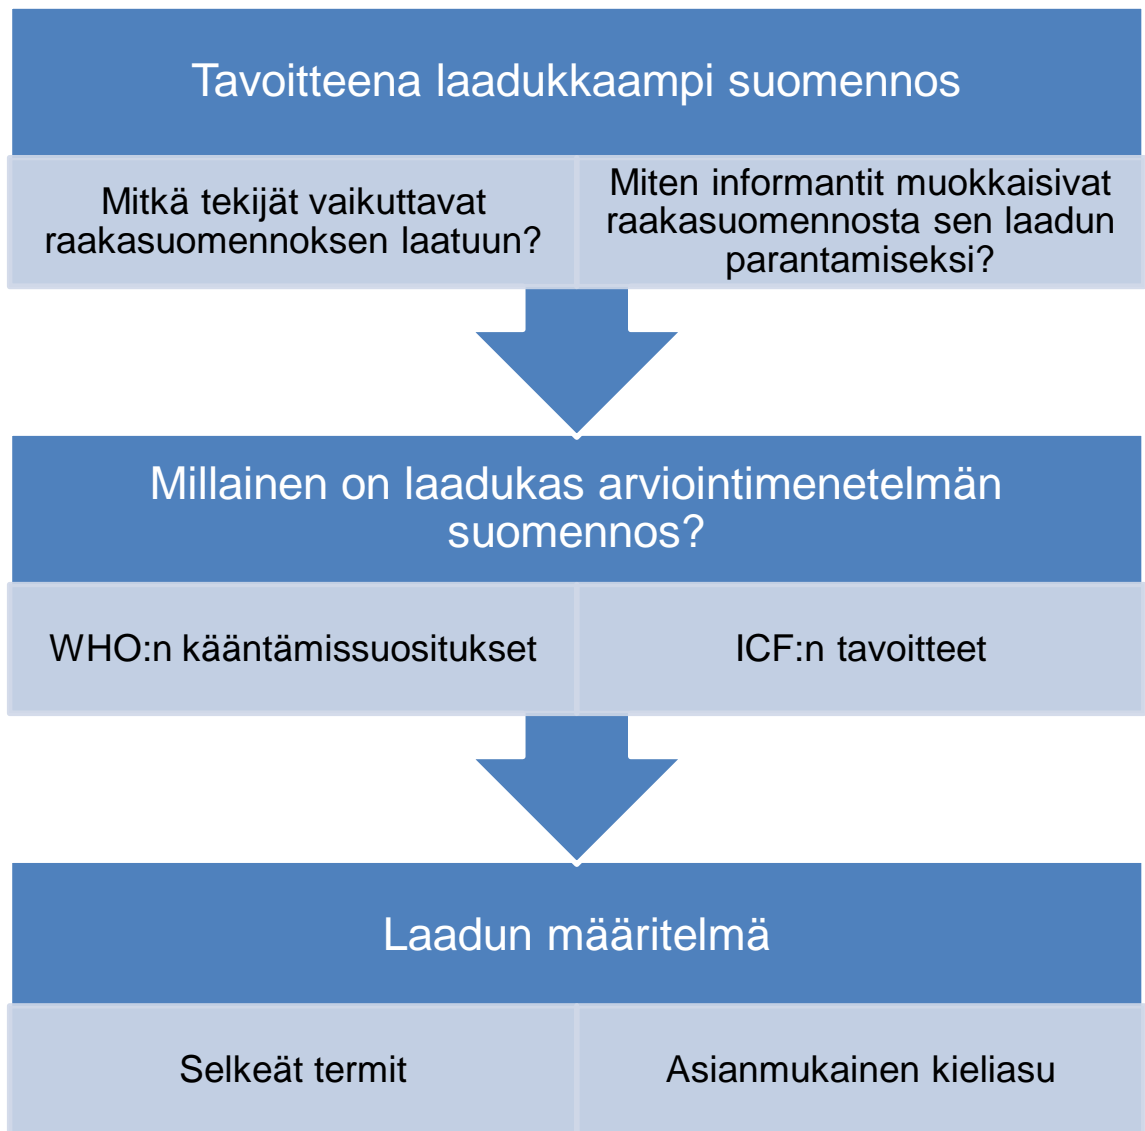 Tavoitteena laadukkaampi suomennos
Mitkä tekijät vaikuttavat
raakasuomennoksen laatuun?
Miten informantit muokkaisivat
raakasuomennosta sen laadun
parantamiseksi?
Millainen on laadukas arviointimenetelmän
suomennos?
WHO:n kääntämissuositukset
ICF:n tavoitteet
Laadun määritelmä
Selkeät termit
Asianmukainen kieliasu